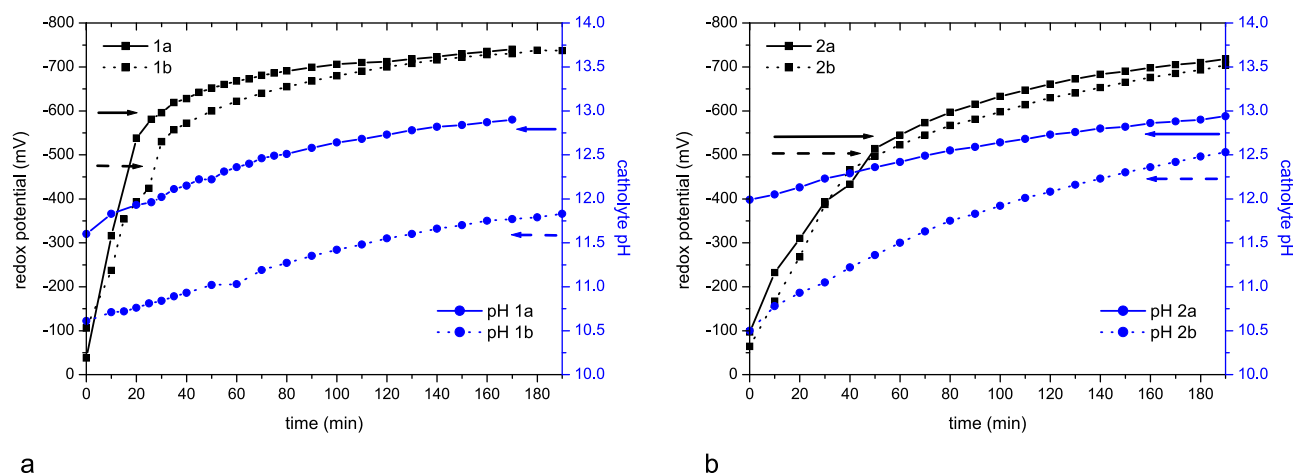 -800
-700
-600
-500
-400
-300
-200
-100
0
redox potential (mV)
1a
1b
pH 1a
pH 1b
14.0
13.5
13.0
12.5
12.0
11.5
11.0
10.5
10.0
catholyte pH
0 20 40 60 80 100 120 140 160 180
time (min)
a
-800
-700
-600
-500
-400
-300
-200
-100
0
redox potential (mV)
2a
2b
pH 2a
pH 2b
14.0
13.5
13.0
12.5
12.0
11.5
11.0
10.5
10.0
catholyte pH
0 20 40 60 80 100 120 140 160 180
time (min)
b